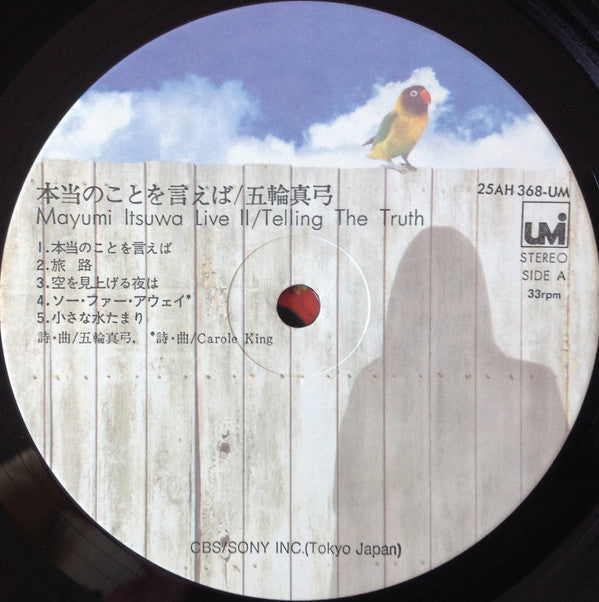 本当のことを言えば/五輪真弓
Mayumi Itsuwa Live II/Telling The Truth
1.本当のことを言えば
2.旅 路
3.空を見上げる夜は
4.ソー・ファー・アウェイ*
5.小さな水たまり
詩・曲/五輪真弓, *詩・曲/Carole King
25AH 368-UM
UMI
STEREO
SIDE A
33rpm
CBS/SONY INC.(Tokyo Japan)